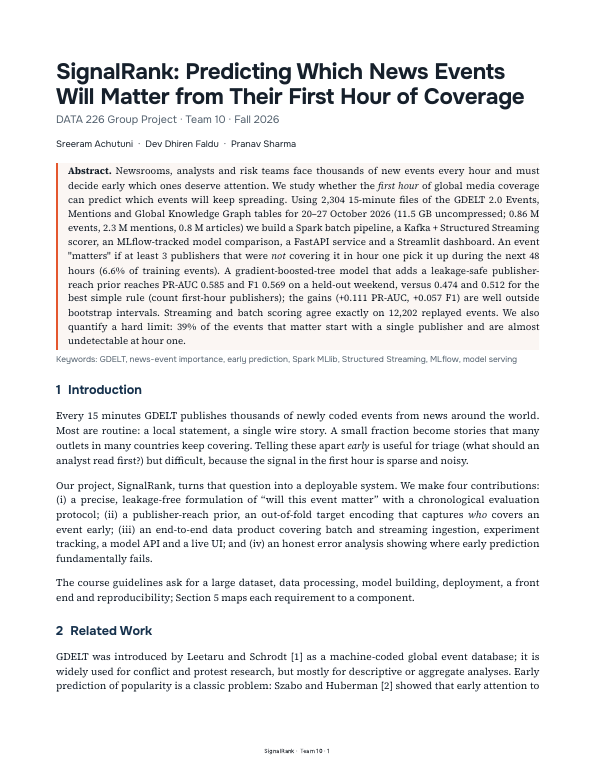 SignalRank: Predicting Which News Events
Will Matter from Their First Hour of Coverage
DATA 226 Group Project · Team 10 · Fall 2026
Sreeram Achutuni · Dev Dhiren Faldu · Pranav Sharma
Abstract. Newsrooms, analysts and risk teams face thousands of new events every hour and must
decide early which ones deserve attention. We study whether the first hour of global media coverage
can predict which events will keep spreading. Using 2,304 15-minute files of the GDELT 2.0 Events,
Mentions and Global Knowledge Graph tables for 20–27 October 2026 (11.5 GB uncompressed; 0.86 M
events, 2.3 M mentions, 0.8 M articles) we build a Spark batch pipeline, a Kafka + Structured Streaming
scorer, an MLflow-tracked model comparison, a FastAPI service and a Streamlit dashboard. An event
"matters" if at least 3 publishers that were not covering it in hour one pick it up during the next 48
hours (6.6% of training events). A gradient-boosted-tree model that adds a leakage-safe publisher-
reach prior reaches PR-AUC 0.585 and F1 0.569 on a held-out weekend, versus 0.474 and 0.512 for the
best simple rule (count first-hour publishers); the gains (+0.111 PR-AUC, +0.057 F1) are well outside
bootstrap intervals. Streaming and batch scoring agree exactly on 12,202 replayed events. We also
quantify a hard limit: 39% of the events that matter start with a single publisher and are almost
undetectable at hour one.
Keywords: GDELT, news-event importance, early prediction, Spark MLlib, Structured Streaming, MLflow, model serving
1 Introduction
Every 15 minutes GDELT publishes thousands of newly coded events from news around the world.
Most are routine: a local statement, a single wire story. A small fraction become stories that many
outlets in many countries keep covering. Telling these apart early is useful for triage (what should an
analyst read first?) but difficult, because the signal in the first hour is sparse and noisy.
Our project, SignalRank, turns that question into a deployable system. We make four contributions:
(i) a precise, leakage-free formulation of “will this event matter” with a chronological evaluation
protocol; (ii) a publisher-reach prior, an out-of-fold target encoding that captures who covers an
event early; (iii) an end-to-end data product covering batch and streaming ingestion, experiment
tracking, a model API and a live UI; and (iv) an honest error analysis showing where early prediction
fundamentally fails.
The course guidelines ask for a large dataset, data processing, model building, deployment, a front
end and reproducibility; Section 5 maps each requirement to a component.
2 Related Work
GDELT was introduced by Leetaru and Schrodt [1] as a machine-coded global event database; it is
widely used for conflict and protest research, but mostly for descriptive or aggregate analyses. Early
prediction of popularity is a classic problem: Szabo and Huberman [2] showed that early attention to
SignalRank · Team 10 · 1